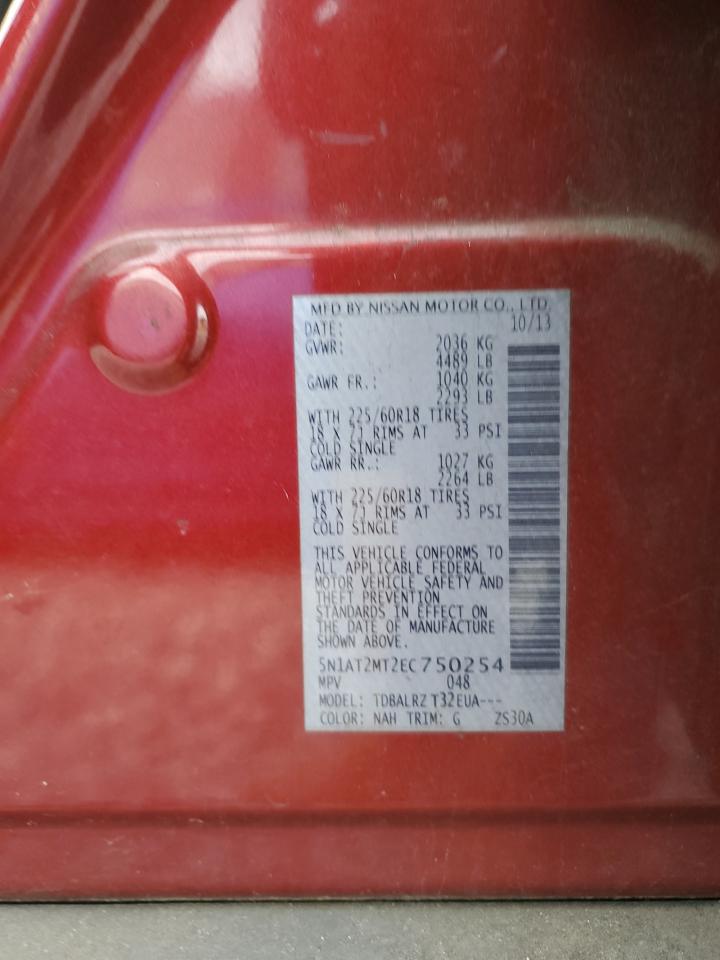 MFD BY NISSAN MOTOR CO., LTD.
DATE: 10/13
GVWR: 2036 KG
4489 LB
GAWR FR.: 1040 KG
2293 LB
WITH 225/60R18 TIRES
18 X 7J RIMS AT 33 PSI
COLD SINGLE
GAWR RR.: 1027 KG
2264 LB
WITH 225/60R18 TIRES
18 X 7J RIMS AT 33 PSI
COLD SINGLE
THIS VEHICLE CONFORMS TO
ALL APPLICABLE FEDERAL
MOTOR VEHICLE SAFETY AND
THEFT PREVENTION
STANDARDS IN EFFECT ON
THE DATE OF MANUFACTURE
SHOWN ABOVE.
5N1AT2MT2EC750254
MPV 048
MODEL: TDBALRZ T32EUA---
COLOR: NAH TRIM: G ZS30A